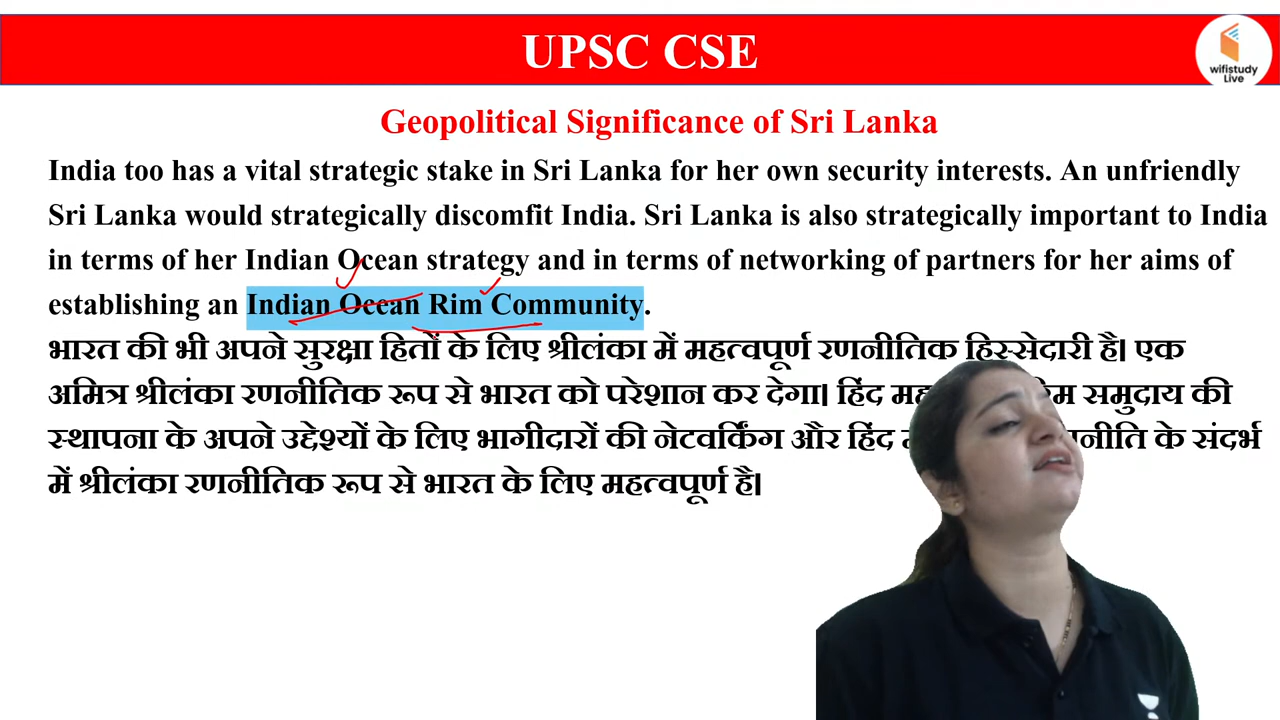 UPSC CSE
wifistudy
Live
Geopolitical Significance of Sri Lanka
India too has a vital strategic stake in Sri Lanka for her own security interests. An unfriendly
Sri Lanka would strategically discomfit India. Sri Lanka is also strategically important to India
in terms of her Indian Ocean strategy and in terms of networking of partners for her aims of
establishing an Indian Ocean Rim Community.
भारत की भी अपने सुरक्षा हितों के लिए श्रीलंका में महत्वपूर्ण रणनीतिक हिस्सेदारी है। एक
अमित्र श्रीलंका रणनीतिक रूप से भारत को परेशान कर देगा। हिंद समुदाय की
स्थापना के अपने उद्देश्यों के लिए भागीदारों की नेटवर्किंग और हिंद के संदर्भ
में श्रीलंका रणनीतिक रूप से भारत के लिए महत्वपूर्ण है।